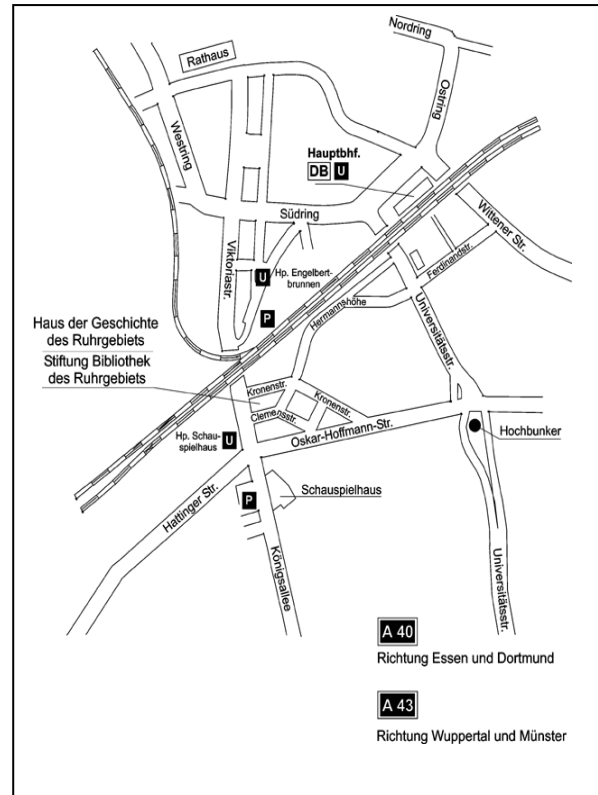 Nordring
Rathaus
Ostring
Westring
Hauptbhf.
DB U
Südring
Wittener Str.
Viktoriastr.
U
Hp. Engelbert-
brunnen
Ferdinandstr.
P
Hermannshöhe
Universitätsstr.
Haus der Geschichte
des Ruhrgebiets
Stiftung Bibliothek
des Ruhrgebiets
Kronenstr.
Kronenstr.
Clemensstr.
Oskar-Hoffmann-Str.
Hp. Schau-
spielhaus
U
Hochbunker
Hattinger Str.
P
Schauspielhaus
Königsallee
Universitätsstr.
A 40
Richtung Essen und Dortmund
A 43
Richtung Wuppertal und Münster